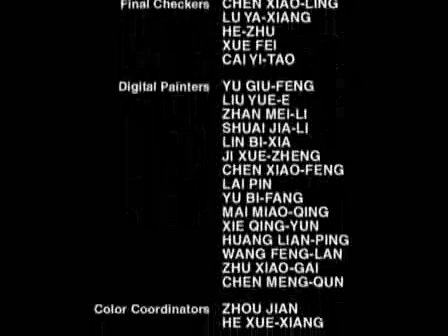 Final Checkers CHEN XIAO-LING
LU YA-XIANG
HE-ZHU
XUE FEI
CAI YI-TAO
Digital Painters YU GIU-FENG
LIU YUE-E
ZHAN MEI-LI
SHUAI JIA-LI
LIN BI-XIA
JI XUE-ZHENG
CHEN XIAO-FENG
LAI PIN
YU BI-FANG
MAI MIAO-QING
XIE QING-YUN
HUANG LIAN-PING
WANG FENG-LAN
ZHU XIAO-GAI
CHEN MENG-QUN
Color Coordinators ZHOU JIAN
HE XUE-XIANG